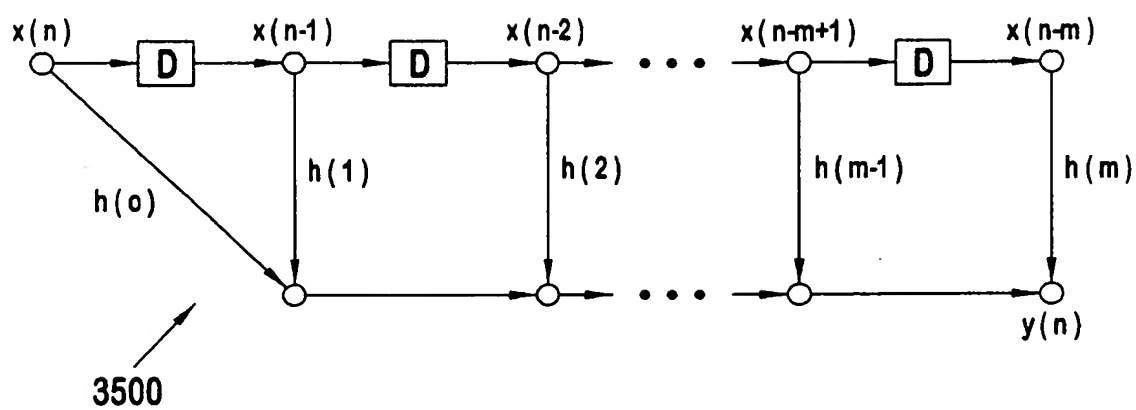 x(n) x(n-1) x(n-2) x(n-m+1) x(n-m)
D D D
h(o) h(1) h(2) h(m-1) h(m)
y(n)
3500